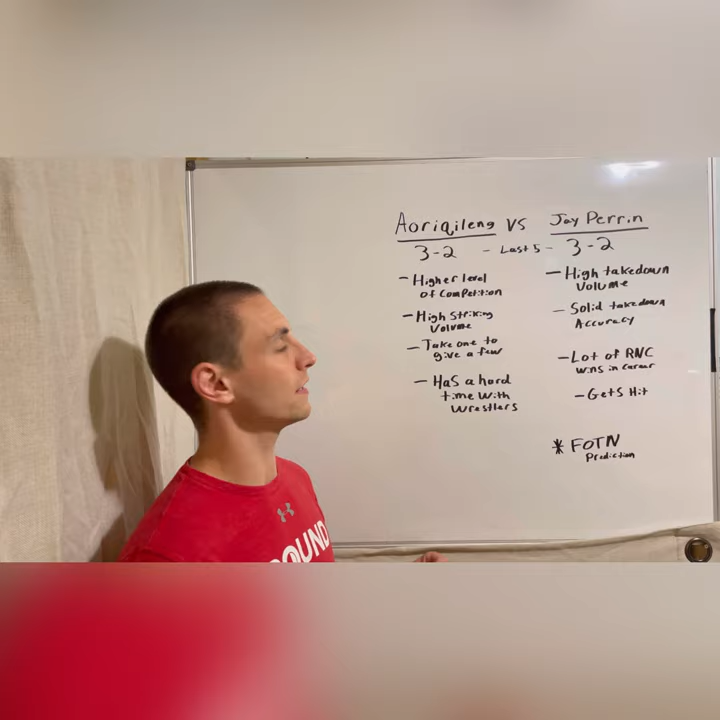 Aoriqileng VS Jay Perrin
3-2 - Last 5 - 3-2
- Higher level
of competition
- High Striking
Volume
- Take one to
give a few
- Has a hard
time with
wrestlers
- High takedown
Volume
- Solid takedown
Accuracy
- Lot of RNC
wins in career
- Gets Hit
* FOTN
Prediction
OUND